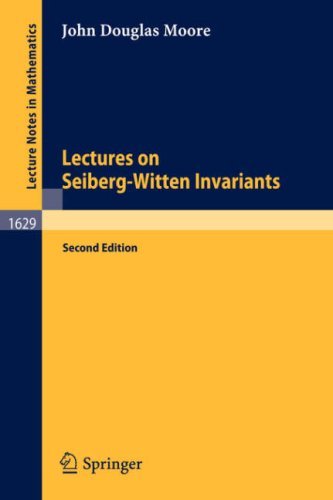 John Douglas Moore
Lecture Notes in Mathematics
Lectures on
Seiberg-Witten Invariants
1629
Second Edition
Springer